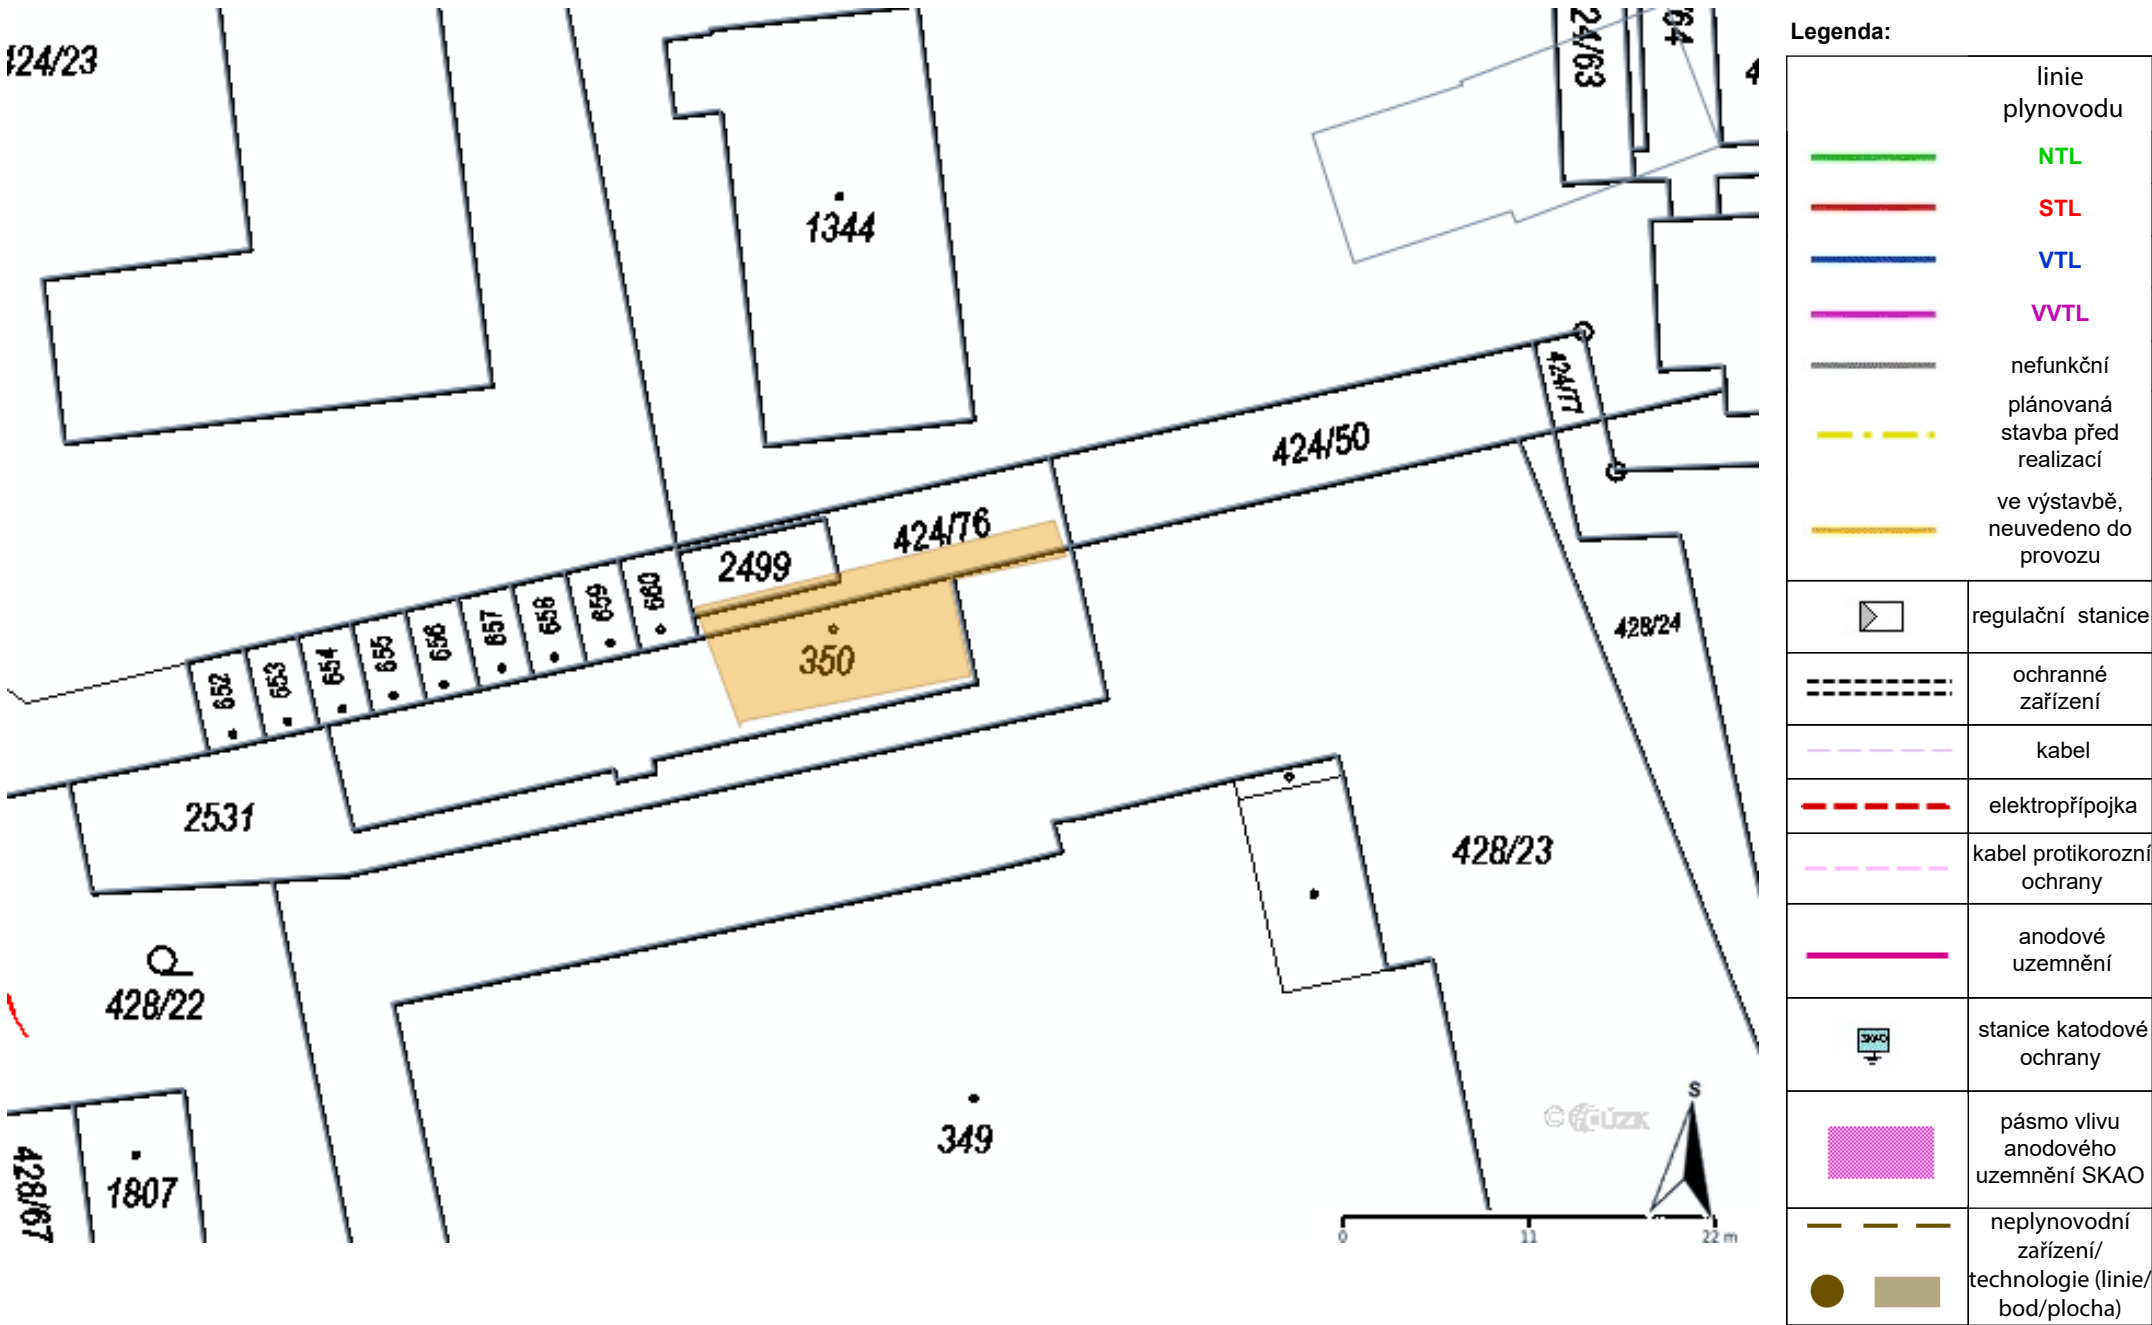 424/23
1344
24/63
64
4
424/77
424/50
424/76
2499
660
659
658
657
656
655
654
653
652
350
428/24
2531
428/23
428/22
349
428/67
1807
© ČÚZK
S
0 11 22 m
Legenda:
linie
plynovodu
NTL
STL
VTL
VVTL
nefunkční
plánovaná
stavba před
realizací
ve výstavbě,
neuvedeno do
provozu
regulační stanice
ochranné
zařízení
kabel
elektropřípojka
kabel protikorozní
ochrany
anodové
uzemnění
SKAO
stanice katodové
ochrany
pásmo vlivu
anodového
uzemnění SKAO
neplynovodní
zařízení/
technologie (linie/
bod/plocha)